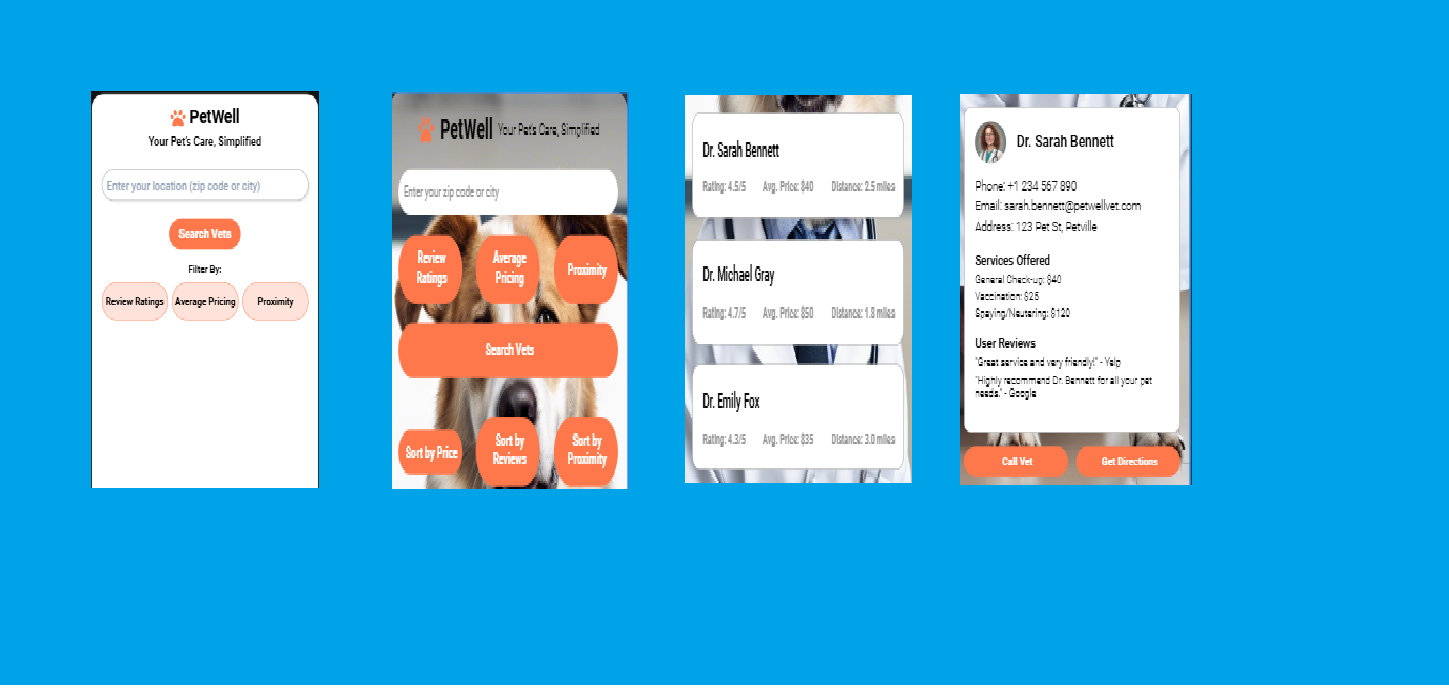 PetWell
Your Pet's Care, Simplified
Enter your location (zip code or city)
Search Vets
Filter By:
Review Ratings
Average Pricing
Proximity
PetWell Your Pet's Care, Simplified
Enter your zip code or city
Review
Ratings
Average
Pricing
Proximity
Search Vets
Sort by Price
Sort by
Reviews
Sort by
Proximity
Dr. Sarah Bennett
Rating: 4.5/5 Avg. Price: $40 Distance: 2.5 miles
Dr. Michael Gray
Rating: 4.7/5 Avg. Price: $50 Distance: 1.8 miles
Dr. Emily Fox
Rating: 4.3/5 Avg. Price: $35 Distance: 3.0 miles
Dr. Sarah Bennett
Phone: +1 234 567 890
Email: sarah.bennett@petwellvet.com
Address: 123 Pet St, Petville
Services Offered
General Check-up: $40
Vaccination: $25
Spaying/Neutering: $120
User Reviews
"Great service and very friendly!" - Yelp
"Highly recommend Dr. Bennett for all your pet
needs." - Google
Call Vet
Get Directions